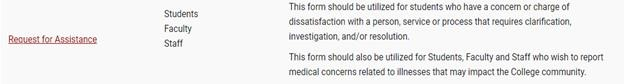 Request for Assistance
Students
Faculty
Staff
This form should be utilized for students who have a concern or charge of
dissatisfaction with a person, service or process that requires clarification,
investigation, and/or resolution.
This form should also be utilized for Students, Faculty and Staff who wish to report
medical concerns related to illnesses that may impact the College community.